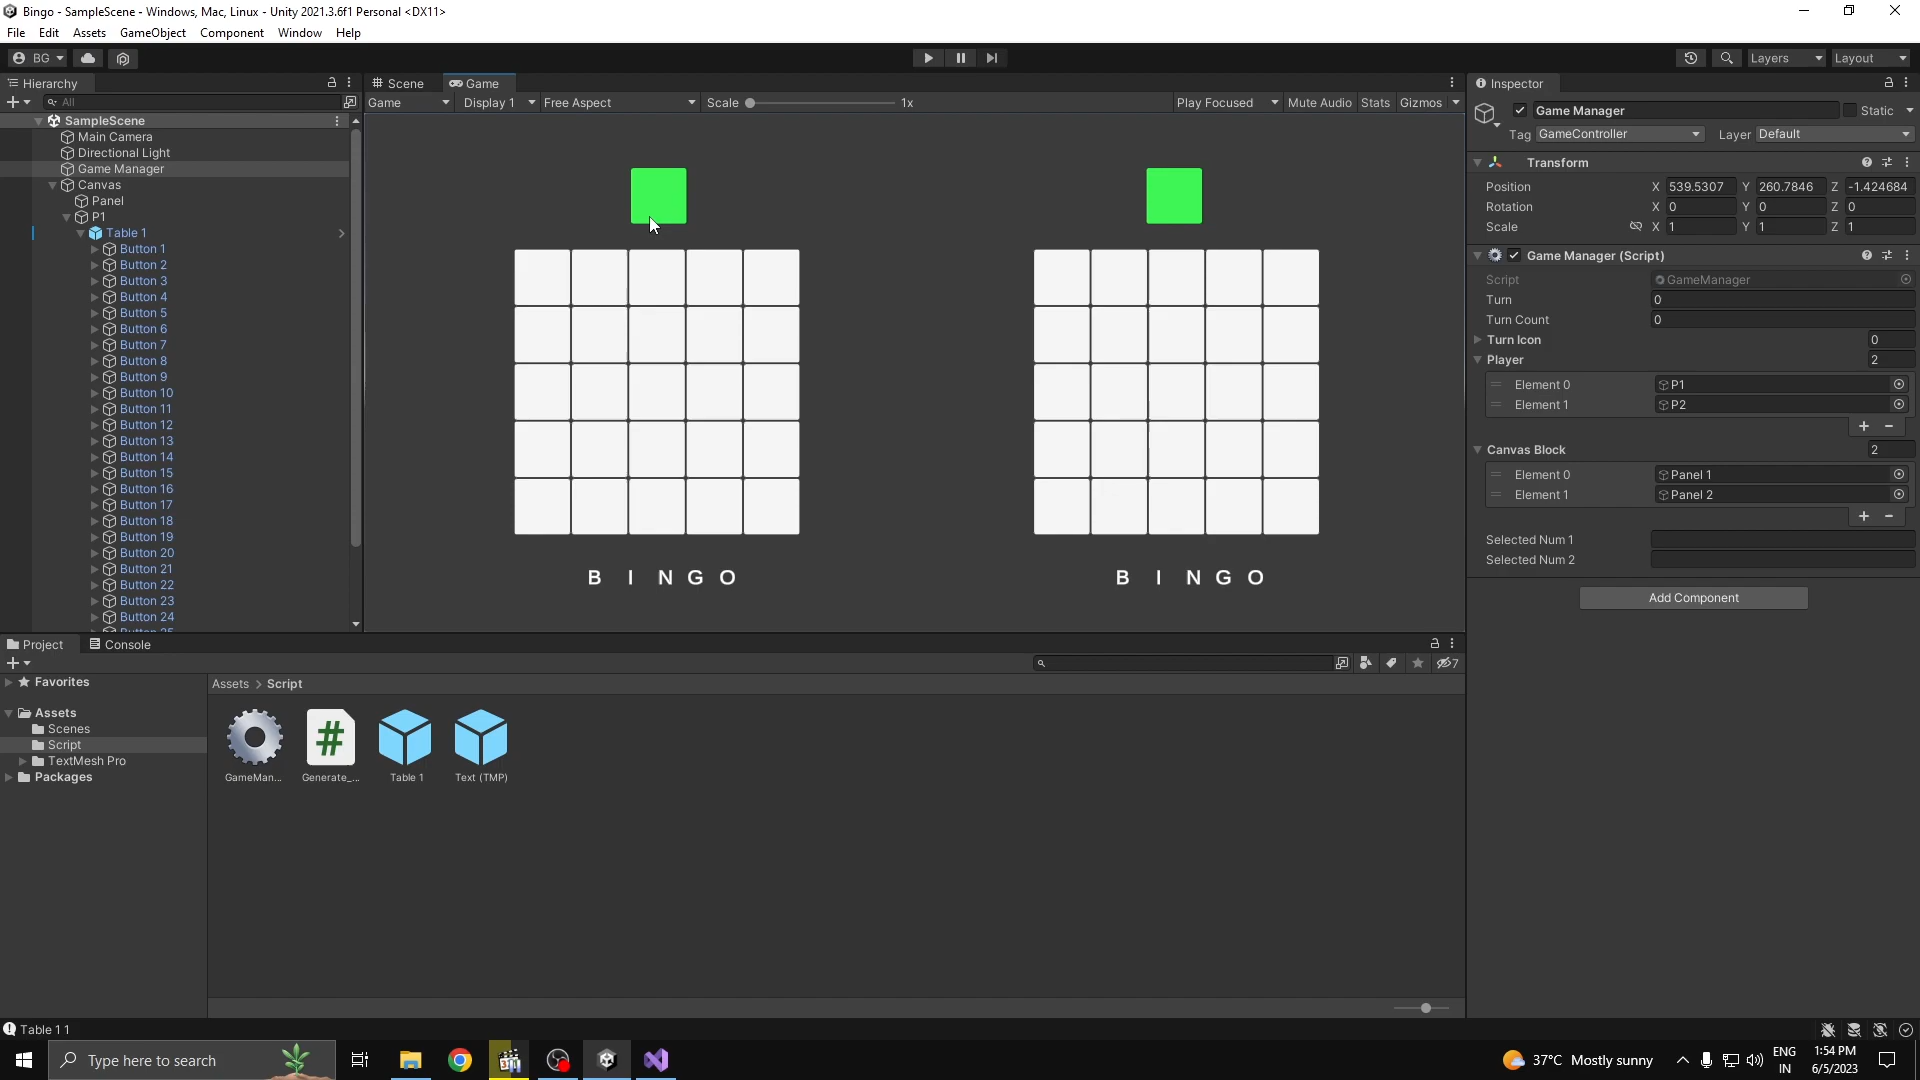 Bingo - SampleScene - Windows, Mac, Linux - Unity 2021.3.6f1 Personal <DX11>
File Edit Assets GameObject Component Window Help
BG Layers Layout
Hierarchy
All
SampleScene
Main Camera
Directional Light
Game Manager
Canvas
Panel
P1
Table 1
Button 1
Button 2
Button 3
Button 4
Button 5
Button 6
Button 7
Button 8
Button 9
Button 10
Button 11
Button 12
Button 13
Button 14
Button 15
Button 16
Button 17
Button 18
Button 19
Button 20
Button 21
Button 22
Button 23
Button 24
Button 25
Scene Game
Game Display 1 Free Aspect Scale 1x Play Focused Mute Audio Stats Gizmos
B I N G O B I N G O
Inspector
Game Manager Static
Tag GameController Layer Default
Transform
Position X 539.5307 Y 260.7846 Z -1.424684
Rotation X 0 Y 0 Z 0
Scale X 1 Y 1 Z 1
Game Manager (Script)
Script GameManager
Turn 0
Turn Count 0
Turn Icon 0
Player 2
Element 0 P1
Element 1 P2
+ -
Canvas Block 2
Element 0 Panel 1
Element 1 Panel 2
+ -
Selected Num 1
Selected Num 2
Add Component
Project Console
7
Favorites
Assets
Scenes
Script
TextMesh Pro
Packages
Assets > Script
GameMan... Generate_... Table 1 Text (TMP)
Table 1 1
Type here to search
37°C Mostly sunny
ENG
IN
1:54 PM
6/5/2023